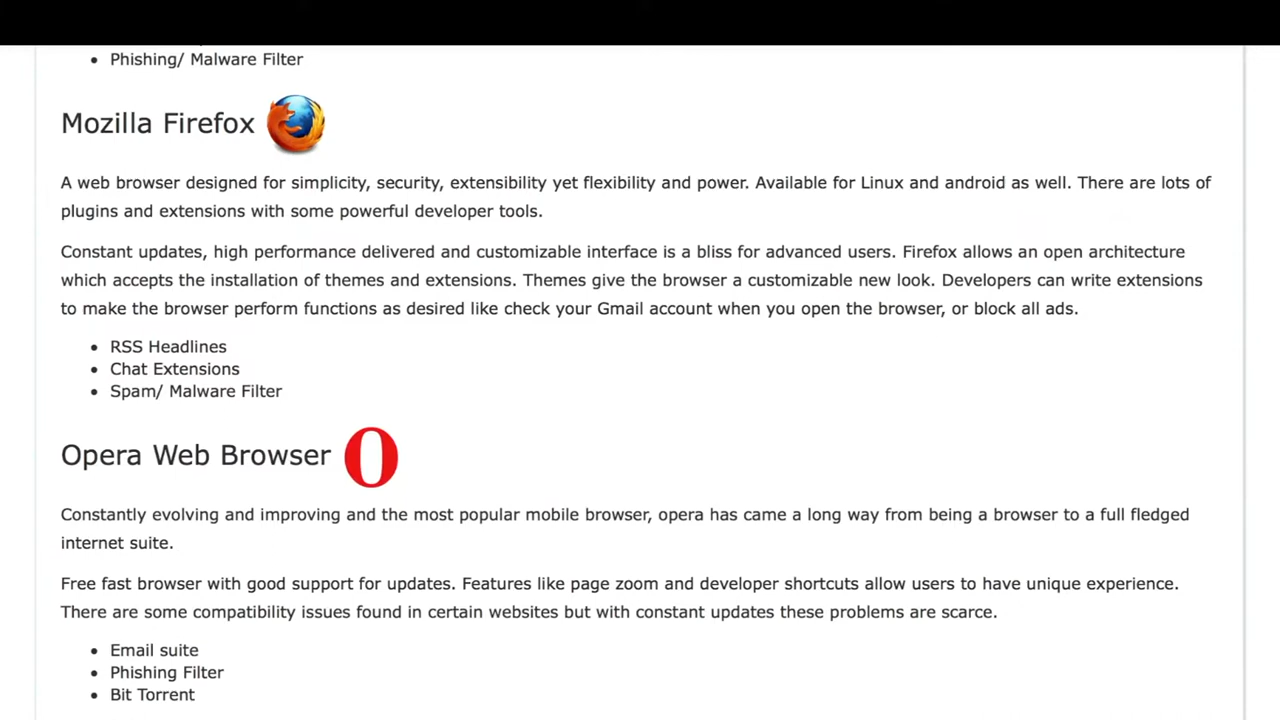 Phishing/ Malware Filter
Mozilla Firefox
A web browser designed for simplicity, security, extensibility yet flexibility and power. Available for Linux and android as well. There are lots of
plugins and extensions with some powerful developer tools.
Constant updates, high performance delivered and customizable interface is a bliss for advanced users. Firefox allows an open architecture
which accepts the installation of themes and extensions. Themes give the browser a customizable new look. Developers can write extensions
to make the browser perform functions as desired like check your Gmail account when you open the browser, or block all ads.
RSS Headlines
Chat Extensions
Spam/ Malware Filter
Opera Web Browser
Constantly evolving and improving and the most popular mobile browser, opera has came a long way from being a browser to a full fledged
internet suite.
Free fast browser with good support for updates. Features like page zoom and developer shortcuts allow users to have unique experience.
There are some compatibility issues found in certain websites but with constant updates these problems are scarce.
Email suite
Phishing Filter
Bit Torrent